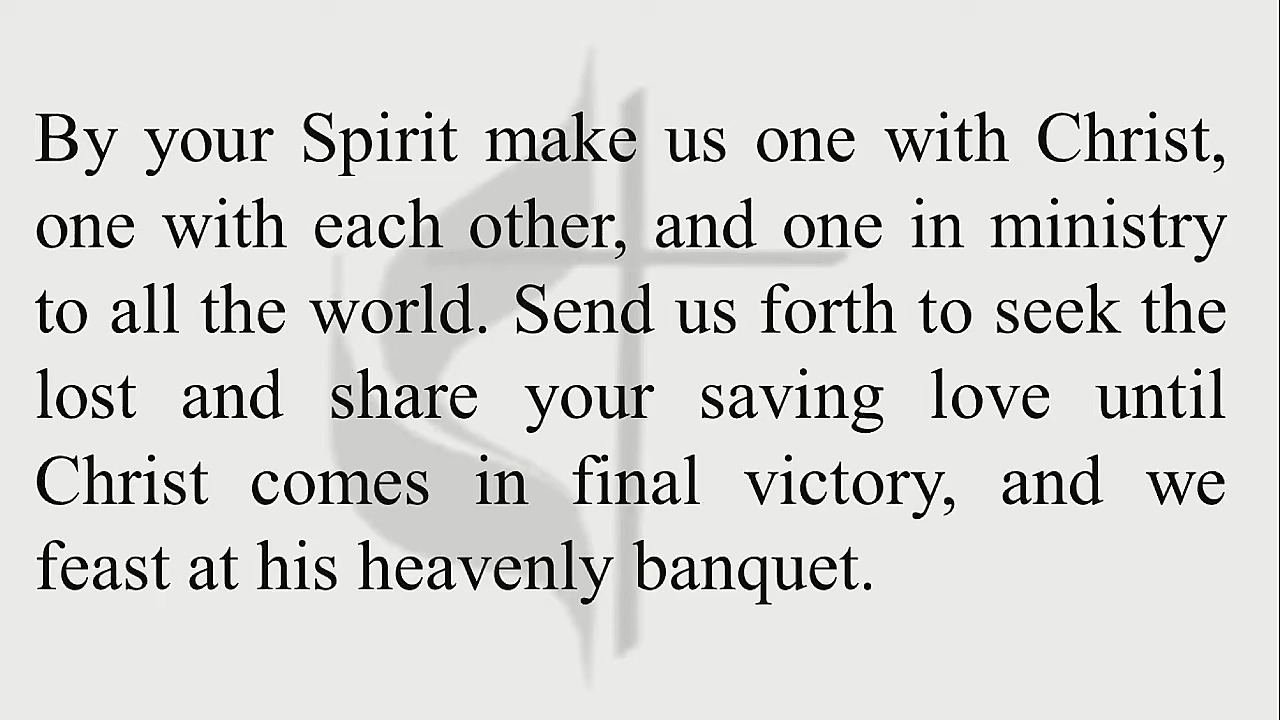 By your Spirit make us one with Christ,
one with each other, and one in ministry
to all the world. Send us forth to seek the
lost and share your saving love until
Christ comes in final victory, and we
feast at his heavenly banquet.